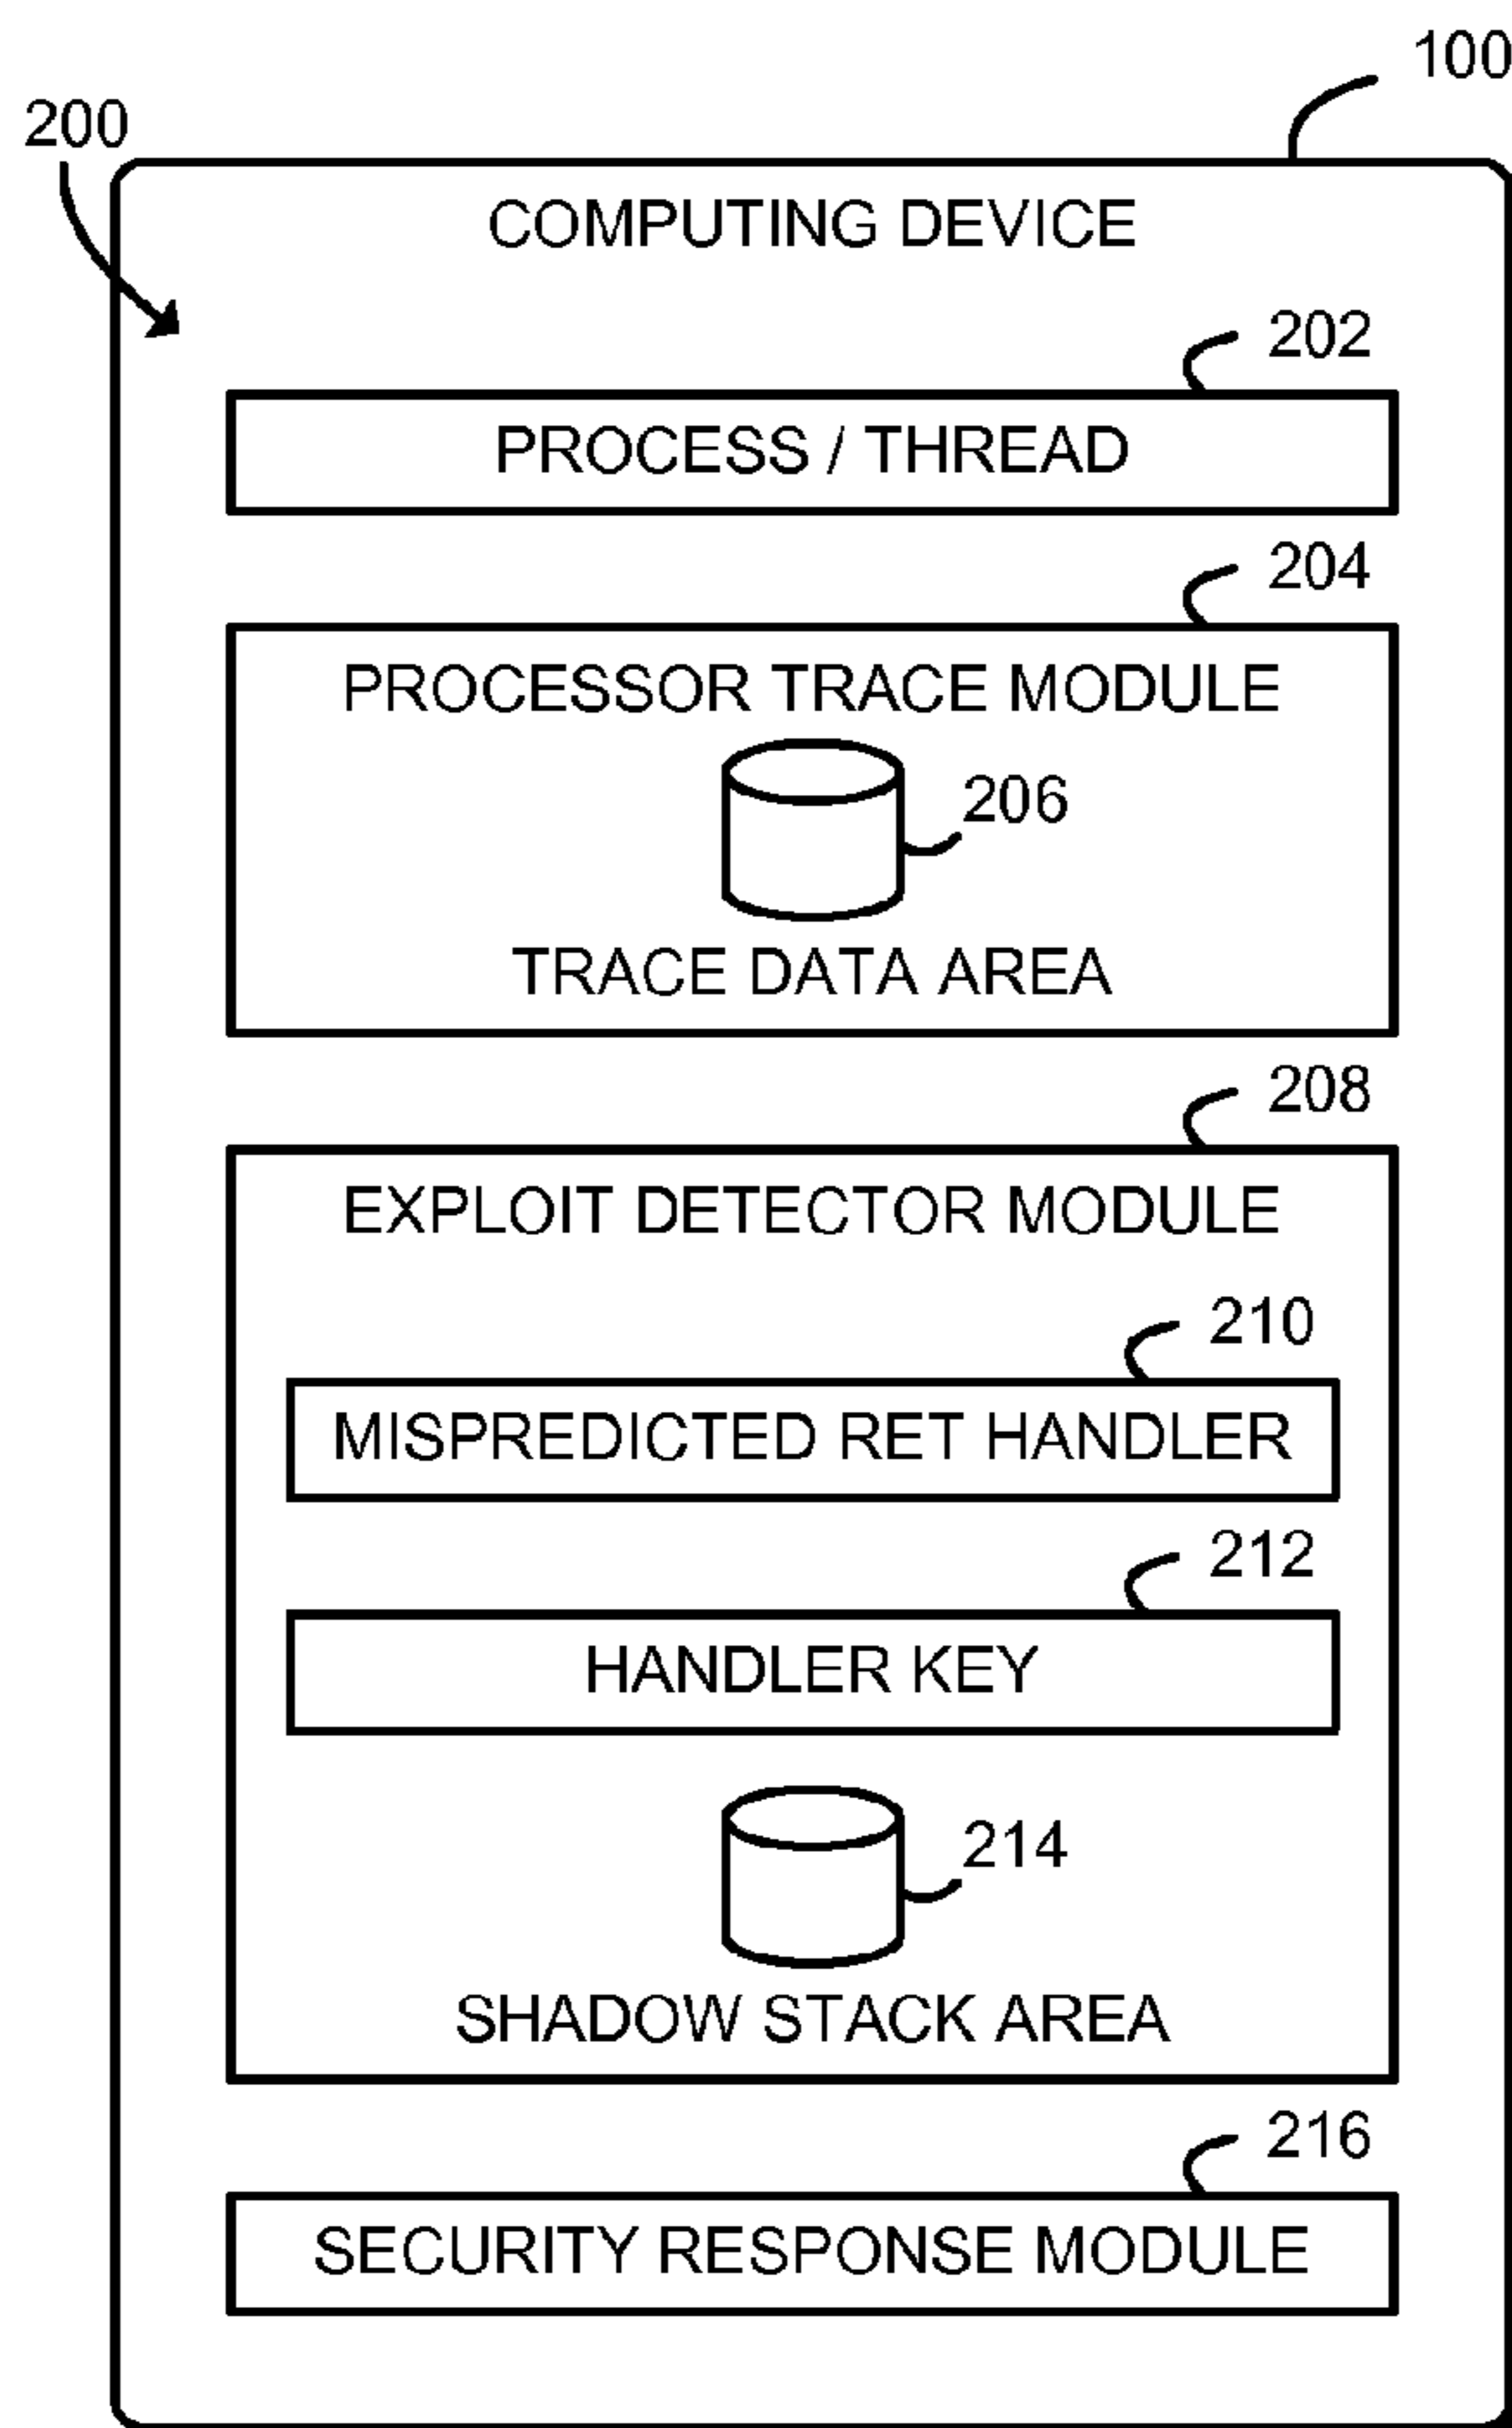 100
200
COMPUTING DEVICE
202
PROCESS / THREAD
204
PROCESSOR TRACE MODULE
206
TRACE DATA AREA
208
EXPLOIT DETECTOR MODULE
210
MISPREDICTED RET HANDLER
212
HANDLER KEY
214
SHADOW STACK AREA
216
SECURITY RESPONSE MODULE